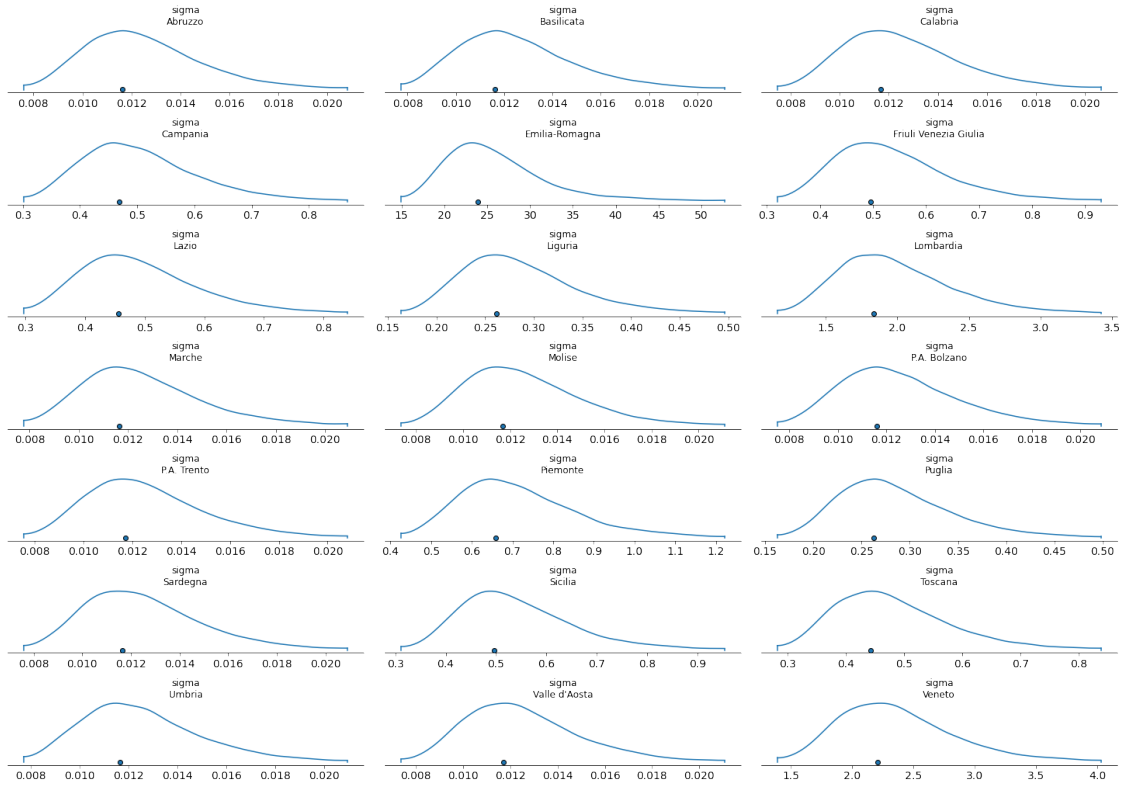 sigma
Abruzzo
0.008 0.010 0.012 0.014 0.016 0.018 0.020
sigma
Basilicata
0.008 0.010 0.012 0.014 0.016 0.018 0.020
sigma
Calabria
0.008 0.010 0.012 0.014 0.016 0.018 0.020
sigma
Campania
0.3 0.4 0.5 0.6 0.7 0.8
sigma
Emilia-Romagna
15 20 25 30 35 40 45 50
sigma
Friuli Venezia Giulia
0.3 0.4 0.5 0.6 0.7 0.8 0.9
sigma
Lazio
0.3 0.4 0.5 0.6 0.7 0.8
sigma
Liguria
0.15 0.20 0.25 0.30 0.35 0.40 0.45 0.50
sigma
Lombardia
1.5 2.0 2.5 3.0 3.5
sigma
Marche
0.008 0.010 0.012 0.014 0.016 0.018 0.020
sigma
Molise
0.008 0.010 0.012 0.014 0.016 0.018 0.020
sigma
P.A. Bolzano
0.008 0.010 0.012 0.014 0.016 0.018 0.020
sigma
P.A. Trento
0.008 0.010 0.012 0.014 0.016 0.018 0.020
sigma
Piemonte
0.4 0.5 0.6 0.7 0.8 0.9 1.0 1.1 1.2
sigma
Puglia
0.15 0.20 0.25 0.30 0.35 0.40 0.45 0.50
sigma
Sardegna
0.008 0.010 0.012 0.014 0.016 0.018 0.020
sigma
Sicilia
0.3 0.4 0.5 0.6 0.7 0.8 0.9
sigma
Toscana
0.3 0.4 0.5 0.6 0.7 0.8
sigma
Umbria
0.008 0.010 0.012 0.014 0.016 0.018 0.020
sigma
Valle d'Aosta
0.008 0.010 0.012 0.014 0.016 0.018 0.020
sigma
Veneto
1.5 2.0 2.5 3.0 3.5 4.0